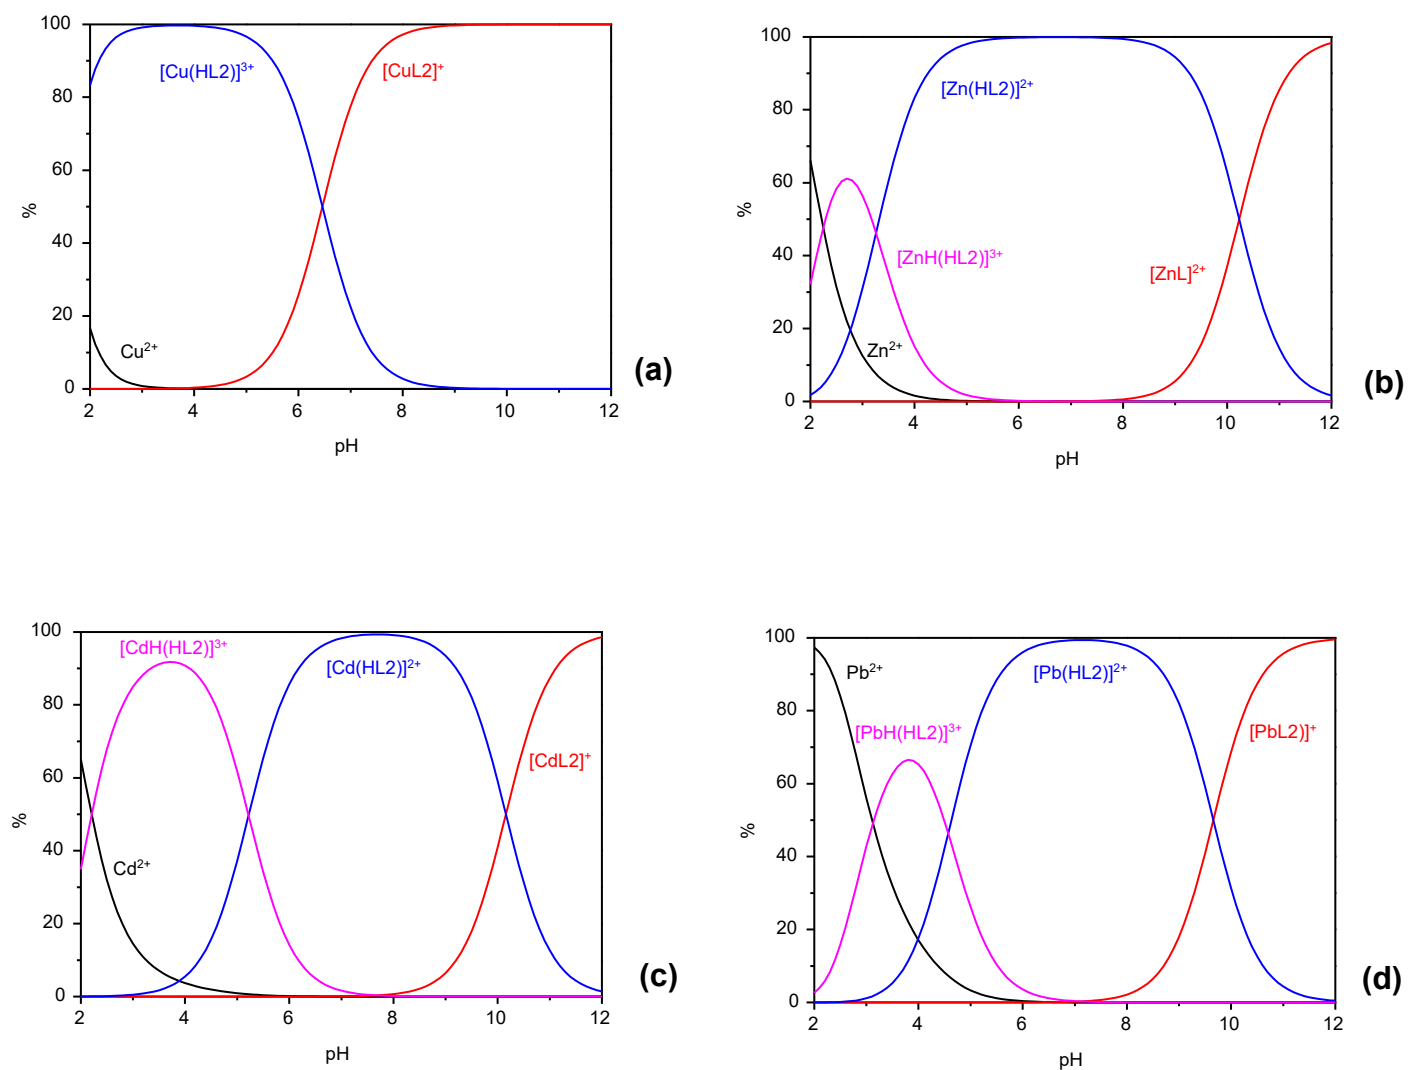 100
80
60
40
20
0
%
[Cu(HL2)]³⁺
[CuL2]⁺
Cu²⁺
2 4 6 8 10 12
pH
(a)
100
80
60
40
20
0
%
[Zn(HL2)]²⁺
[ZnH(HL2)]³⁺
[ZnL]²⁺
Zn²⁺
2 4 6 8 10 12
pH
(b)
100
80
60
40
20
0
%
[CdH(HL2)]³⁺
[Cd(HL2)]²⁺
[CdL2]⁺
Cd²⁺
2 4 6 8 10 12
pH
(c)
100
80
60
40
20
0
%
Pb²⁺
[Pb(HL2)]²⁺
[PbH(HL2)]³⁺
[PbL2)]⁺
2 4 6 8 10 12
pH
(d)